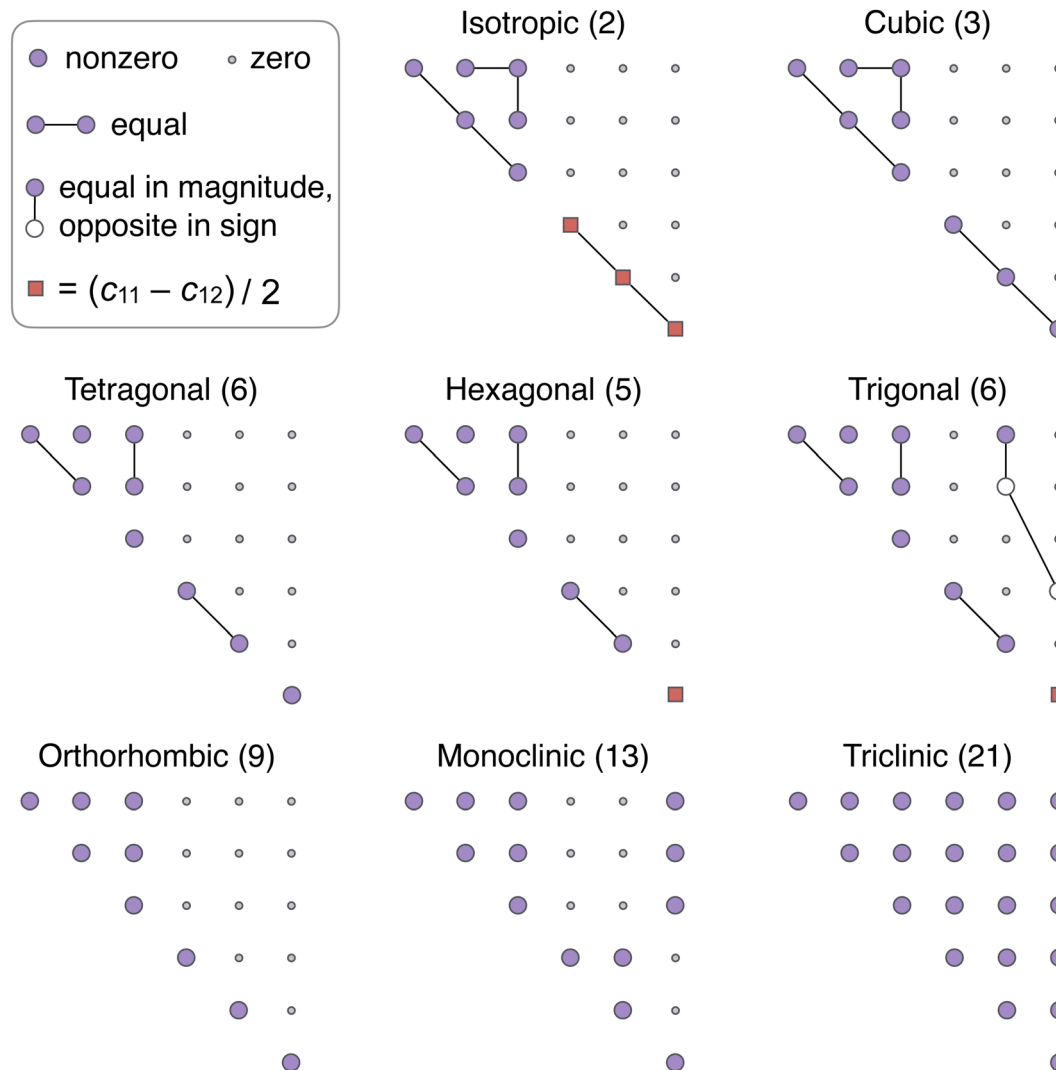 nonzero
zero
equal
equal in magnitude,
opposite in sign
= (c11 – c12) / 2
Isotropic (2)
Cubic (3)
Tetragonal (6)
Hexagonal (5)
Trigonal (6)
Orthorhombic (9)
Monoclinic (13)
Triclinic (21)